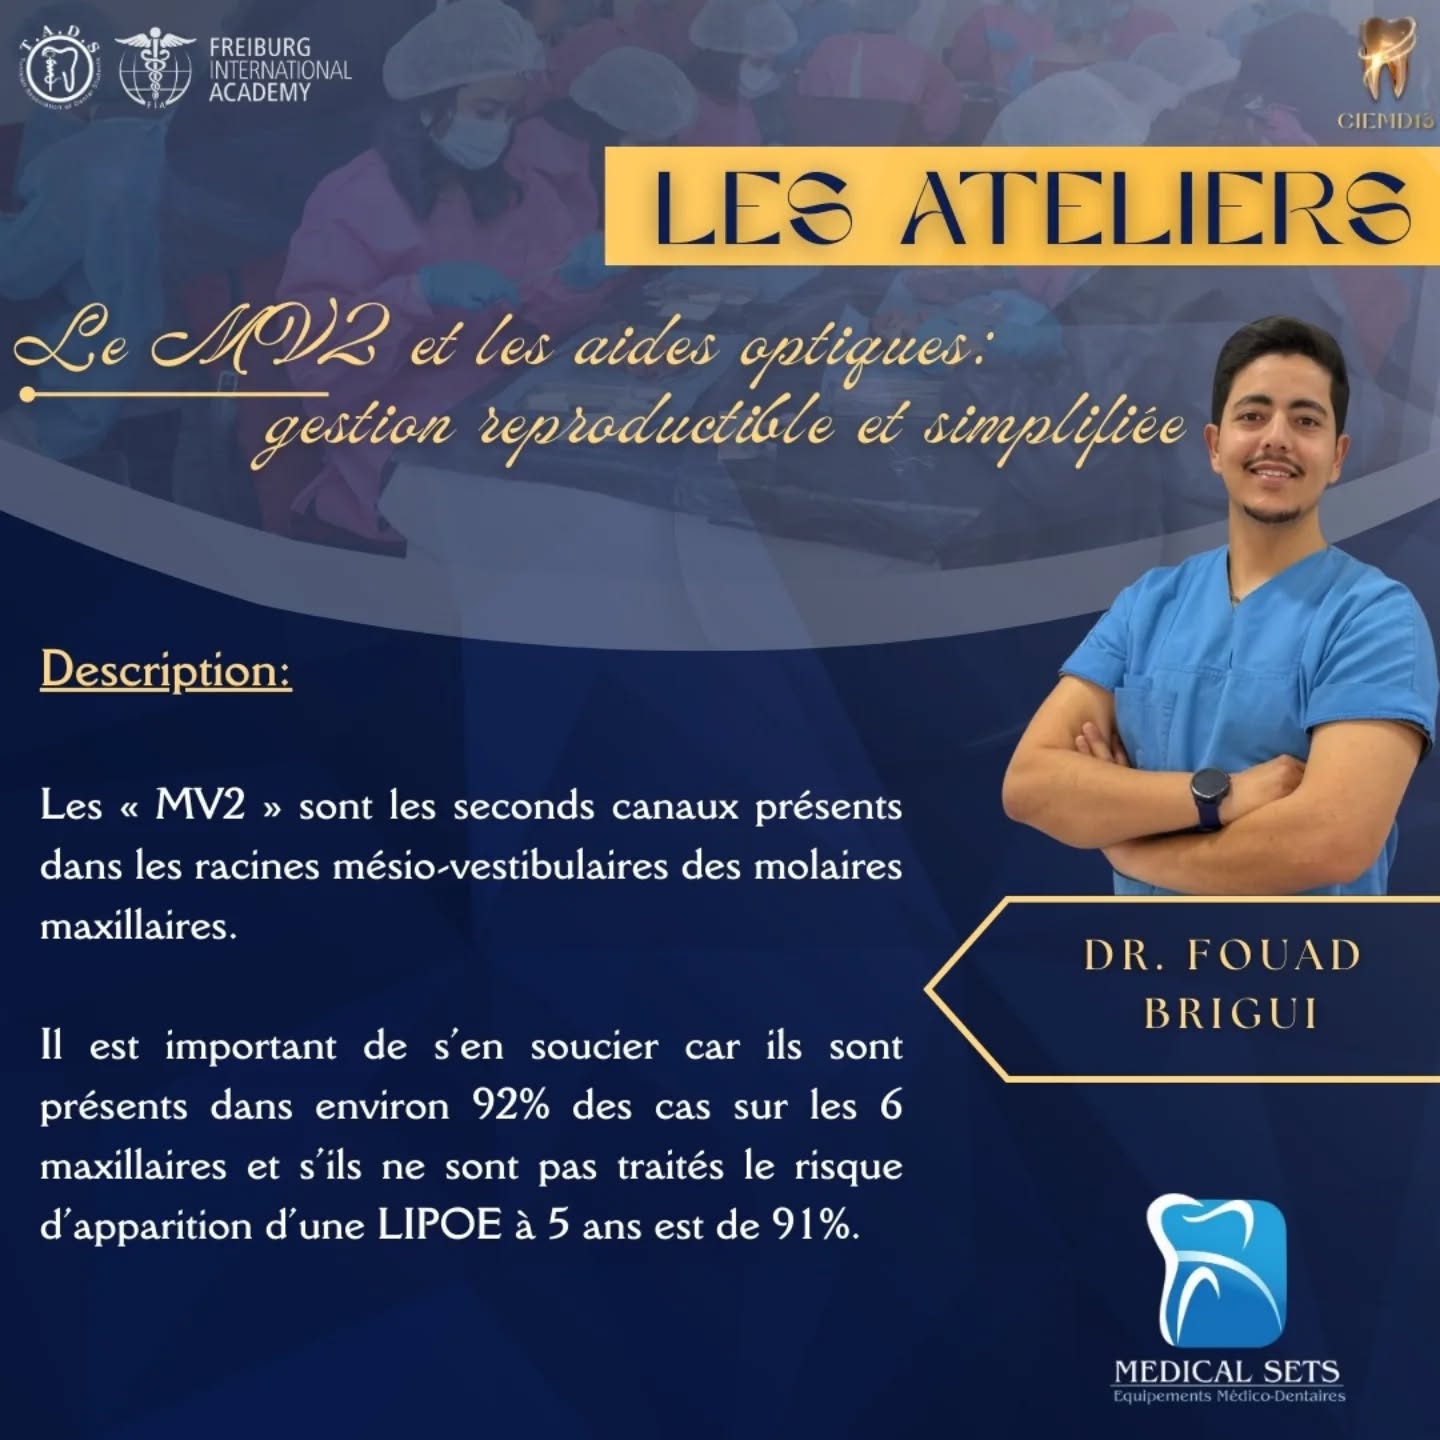 T.A.D.S
FREIBURG
INTERNATIONAL
ACADEMY
FIA
CIEMD13
LES ATELIERS
Le MV2 et les aides optiques:
gestion reproductible et simplifiée
Description:
Les « MV2 » sont les seconds canaux présents
dans les racines mésio-vestibulaires des molaires
maxillaires.
Il est important de s'en soucier car ils sont
présents dans environ 92% des cas sur les 6
maxillaires et s'ils ne sont pas traités le risque
d'apparition d'une LIPOE à 5 ans est de 91%.
DR. FOUAD
BRIGUI
MEDICAL SETS
Equipements Médico-Dentaires